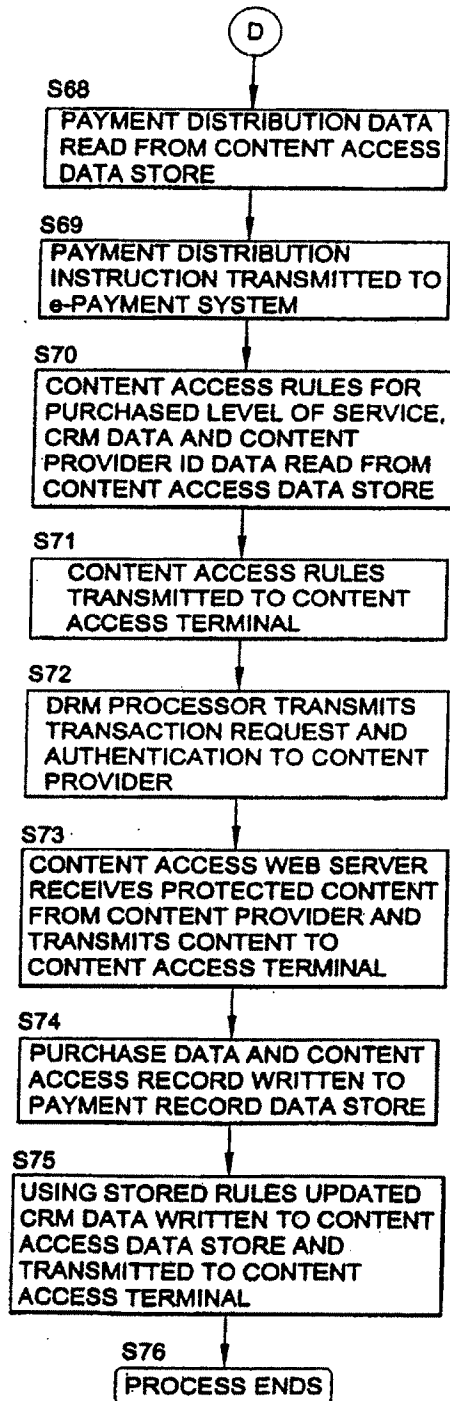 D
S68
PAYMENT DISTRIBUTION DATA
READ FROM CONTENT ACCESS
DATA STORE
S69
PAYMENT DISTRIBUTION
INSTRUCTION TRANSMITTED TO
e-PAYMENT SYSTEM
S70
CONTENT ACCESS RULES FOR
PURCHASED LEVEL OF SERVICE,
CRM DATA AND CONTENT
PROVIDER ID DATA READ FROM
CONTENT ACCESS DATA STORE
S71
CONTENT ACCESS RULES
TRANSMITTED TO CONTENT
ACCESS TERMINAL
S72
DRM PROCESSOR TRANSMITS
TRANSACTION REQUEST AND
AUTHENTICATION TO CONTENT
PROVIDER
S73
CONTENT ACCESS WEB SERVER
RECEIVES PROTECTED CONTENT
FROM CONTENT PROVIDER AND
TRANSMITS CONTENT TO
CONTENT ACCESS TERMINAL
S74
PURCHASE DATA AND CONTENT
ACCESS RECORD WRITTEN TO
PAYMENT RECORD DATA STORE
S75
USING STORED RULES UPDATED
CRM DATA WRITTEN TO CONTENT
ACCESS DATA STORE AND
TRANSMITTED TO CONTENT
ACCESS TERMINAL
S76
PROCESS ENDS